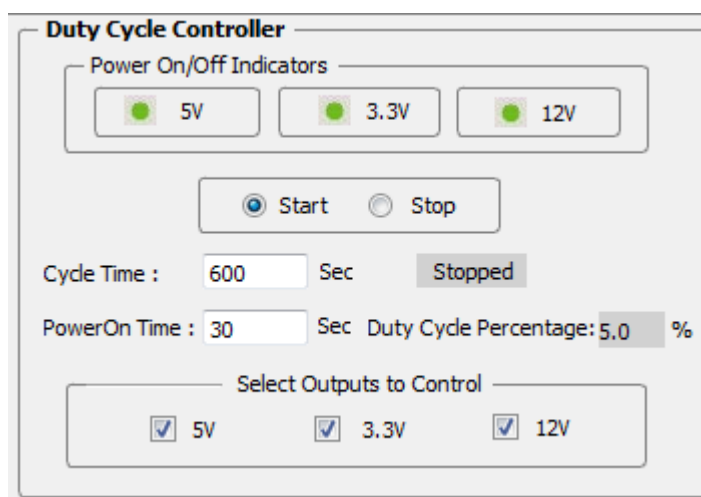 Duty Cycle Controller
Power On/Off Indicators
5V 3.3V 12V
Start Stop
Cycle Time : 600 Sec Stopped
PowerOn Time : 30 Sec Duty Cycle Percentage: 5.0 %
Select Outputs to Control
5V 3.3V 12V